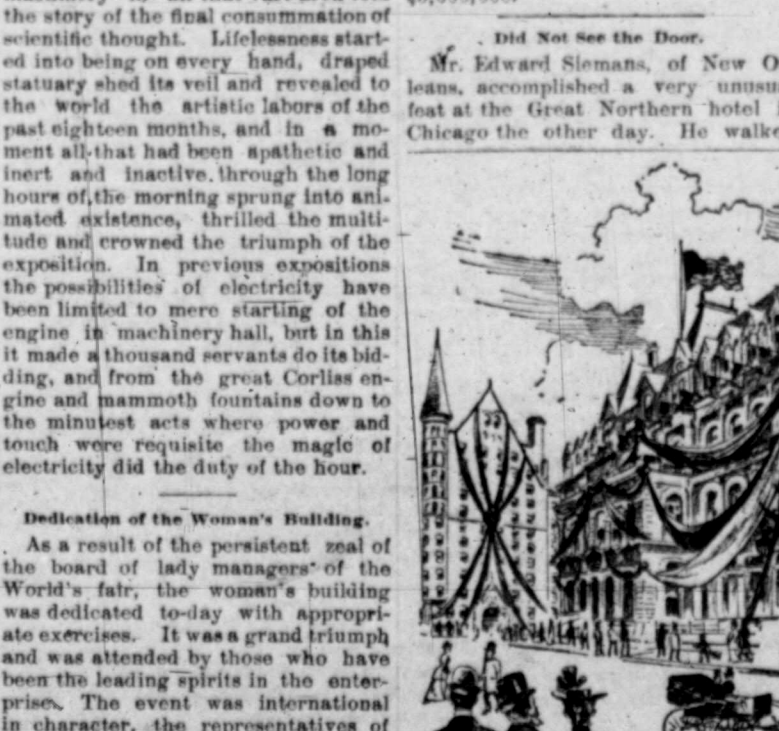 the story of the final consummation of
scientific thought. Lifelessness start-
ed into being on every hand, draped
statuary shed its veil and revealed to
the world the artistic labors of the
past eighteen months, and in a mo-
ment all that had been apathetic and
inert and inactive through the long
hours of the morning sprung into ani-
mated existence, thrilled the multi-
tude and crowned the triumph of the
exposition. In previous expositions
the possibilities of electricity have
been limited to mere starting of the
engine in machinery hall, but in this
it made a thousand servants do its bid-
ding, and from the great Corliss en-
gine and mammoth fountains down to
the minutest acts where power and
touch were requisite the magic of
electricity did the duty of the hour.
Dedication of the Woman's Building.
As a result of the persistent zeal of
the board of lady managers of the
World's fair, the woman's building
was dedicated to-day with appropri-
ate exercises. It was a grand triumph
and was attended by those who have
been the leading spirits in the enter-
prise. The event was international
in character, the representatives of
Did Not See the Door.
Mr. Edward Siemans, of New O
leans, accomplished a very unusu
feat at the Great Northern hotel
Chicago the other day. He walke